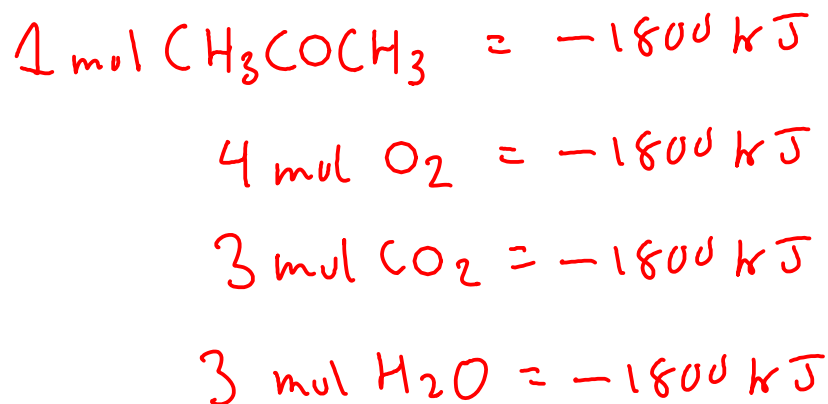 1 mol CH₃COCH₃ = -1800 kJ
4 mol O₂ = -1800 kJ
3 mol CO₂ = -1800 kJ
3 mol H₂O = -1800 kJ